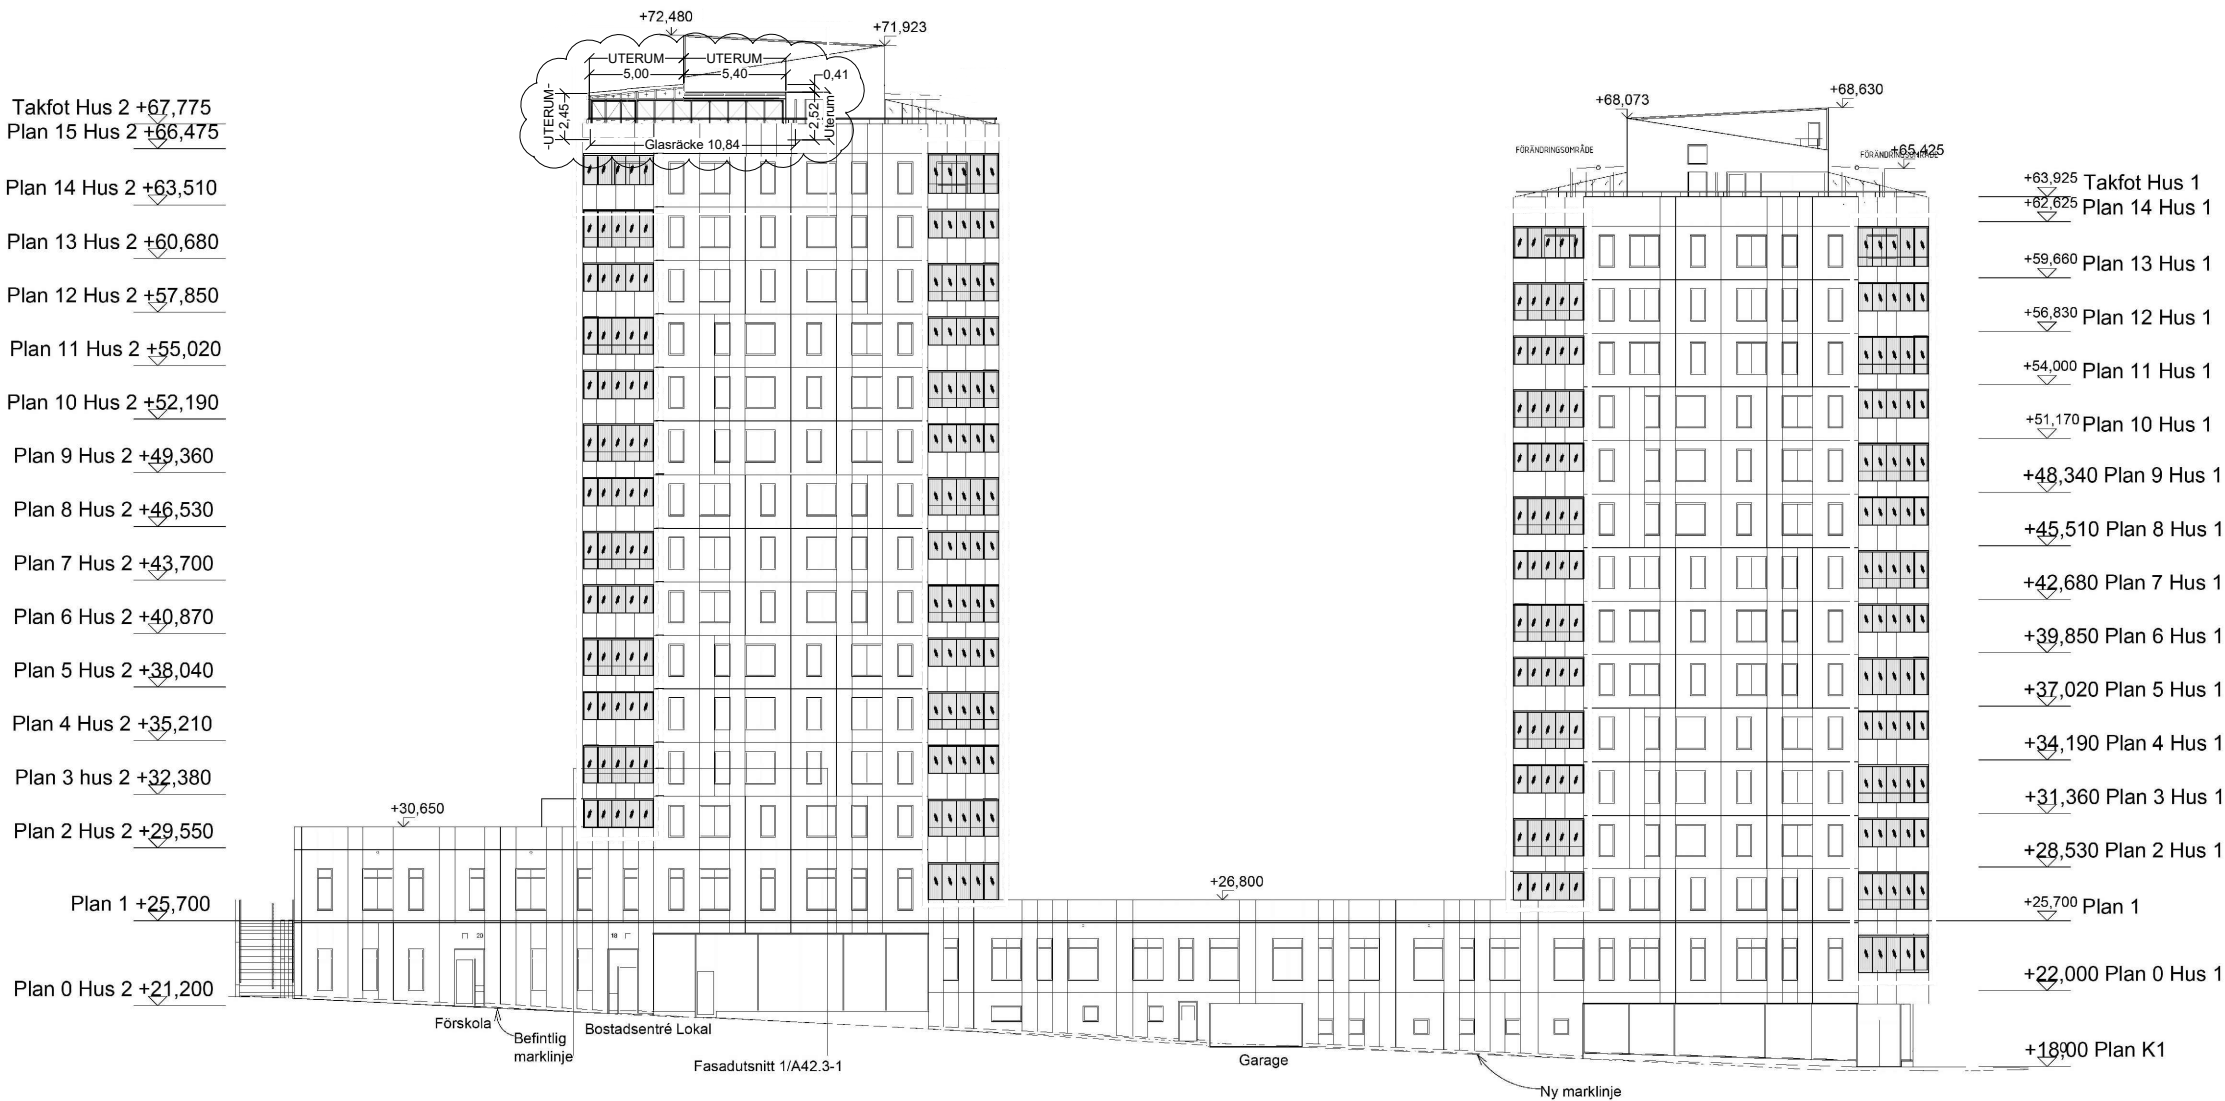 +72,480
+71,923
UTERUM
UTERUM
5,00
5,40
0,41
-UTERUM-
2,45
2,52
Uterum
Glasräcke 10,84
Takfot Hus 2 +67,775
Plan 15 Hus 2 +66,475
Plan 14 Hus 2 +63,510
Plan 13 Hus 2 +60,680
Plan 12 Hus 2 +57,850
Plan 11 Hus 2 +55,020
Plan 10 Hus 2 +52,190
Plan 9 Hus 2 +49,360
Plan 8 Hus 2 +46,530
Plan 7 Hus 2 +43,700
Plan 6 Hus 2 +40,870
Plan 5 Hus 2 +38,040
Plan 4 Hus 2 +35,210
Plan 3 hus 2 +32,380
Plan 2 Hus 2 +29,550
Plan 1 +25,700
Plan 0 Hus 2 +21,200
+30,650
20
18
Förskola
Befintlig
marklinje
Bostadsentré Lokal
Fasadutsnitt 1/A42.3-1
+26,800
Garage
Ny marklinje
+68,073
+68,630
FÖRÄNDRINGSOMRÅDE
FÖRÄNDRINGSOMRÅDE
+65,425
+63,925 Takfot Hus 1
+62,625 Plan 14 Hus 1
+59,660 Plan 13 Hus 1
+56,830 Plan 12 Hus 1
+54,000 Plan 11 Hus 1
+51,170 Plan 10 Hus 1
+48,340 Plan 9 Hus 1
+45,510 Plan 8 Hus 1
+42,680 Plan 7 Hus 1
+39,850 Plan 6 Hus 1
+37,020 Plan 5 Hus 1
+34,190 Plan 4 Hus 1
+31,360 Plan 3 Hus 1
+28,530 Plan 2 Hus 1
+25,700 Plan 1
+22,000 Plan 0 Hus 1
Plan K1